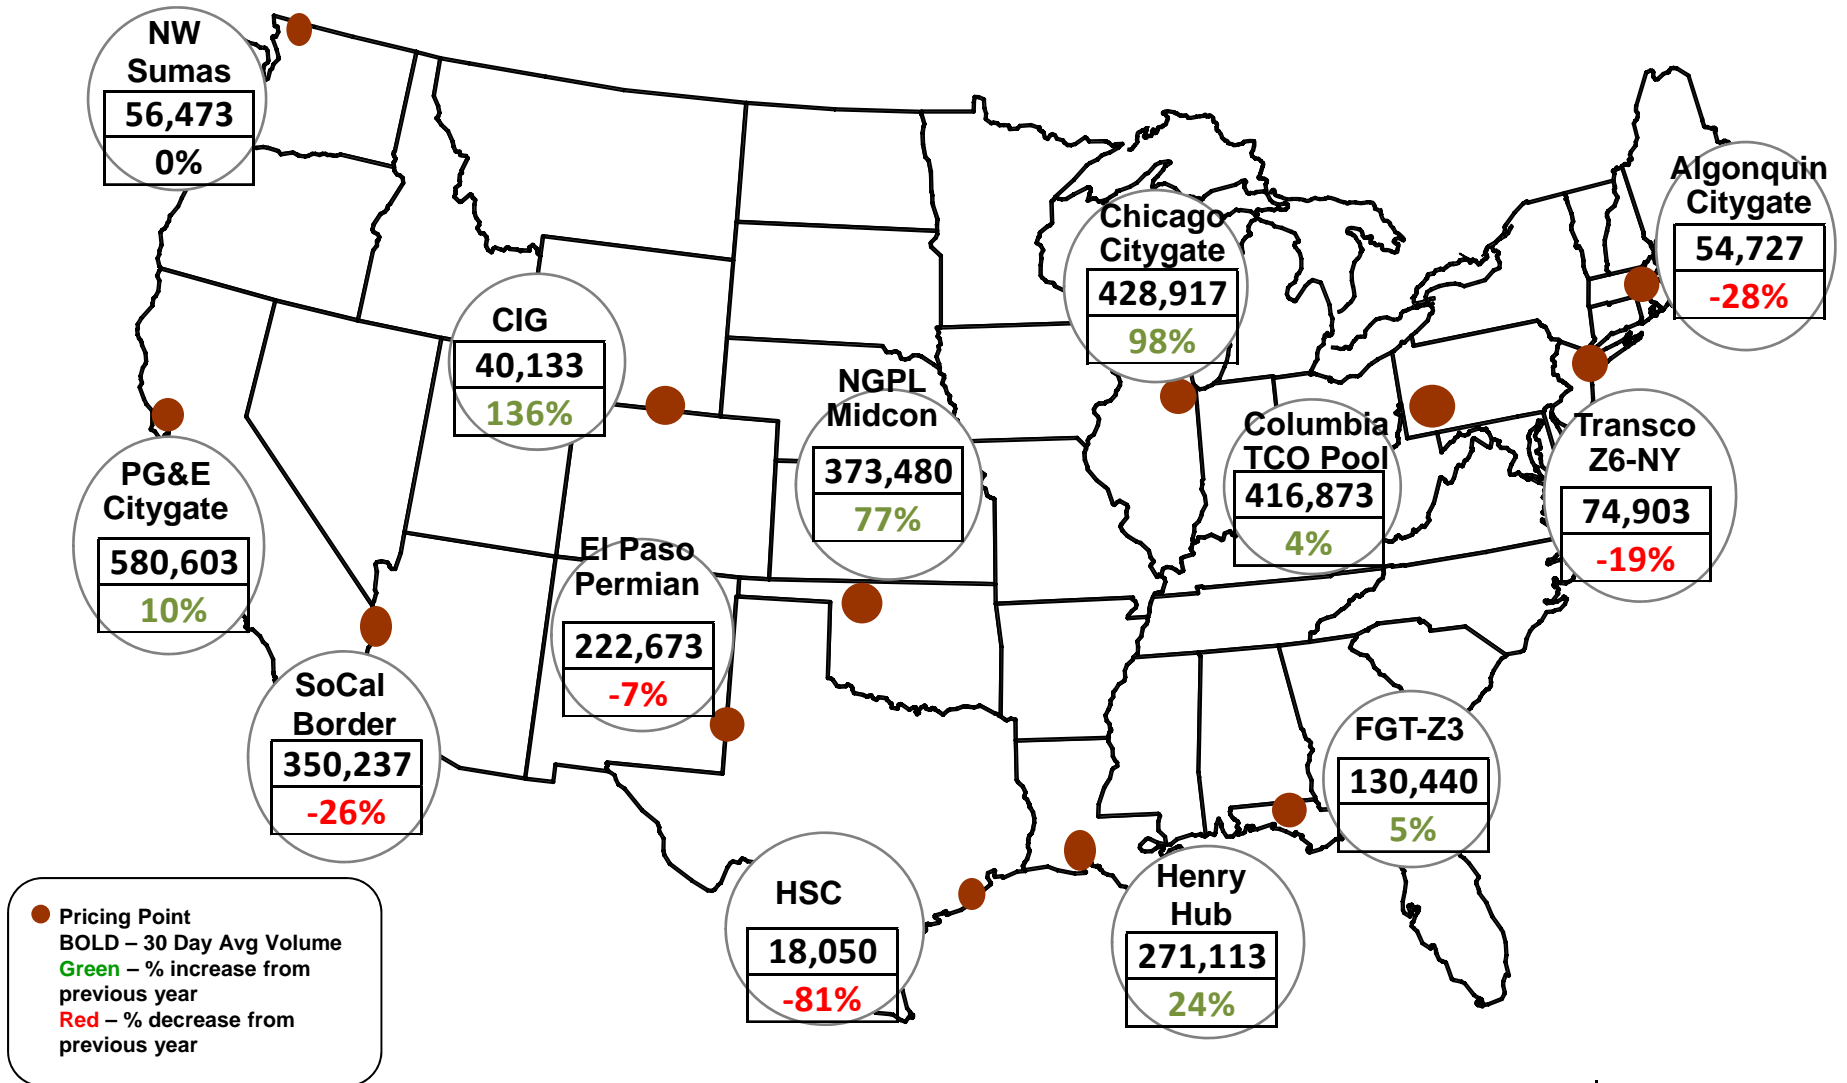 NW
Sumas
56,473
0%
Algonquin
Citygate
54,727
-28%
Chicago
Citygate
428,917
98%
CIG
40,133
136%
NGPL
Midcon
373,480
77%
Columbia
TCO Pool
416,873
4%
Transco
Z6-NY
74,903
-19%
PG&E
Citygate
580,603
10%
El Paso
Permian
222,673
-7%
SoCal
Border
350,237
-26%
FGT-Z3
130,440
5%
HSC
18,050
-81%
Henry
Hub
271,113
24%
Pricing Point
BOLD – 30 Day Avg Volume
Green – % increase from
previous year
Red – % decrease from
previous year